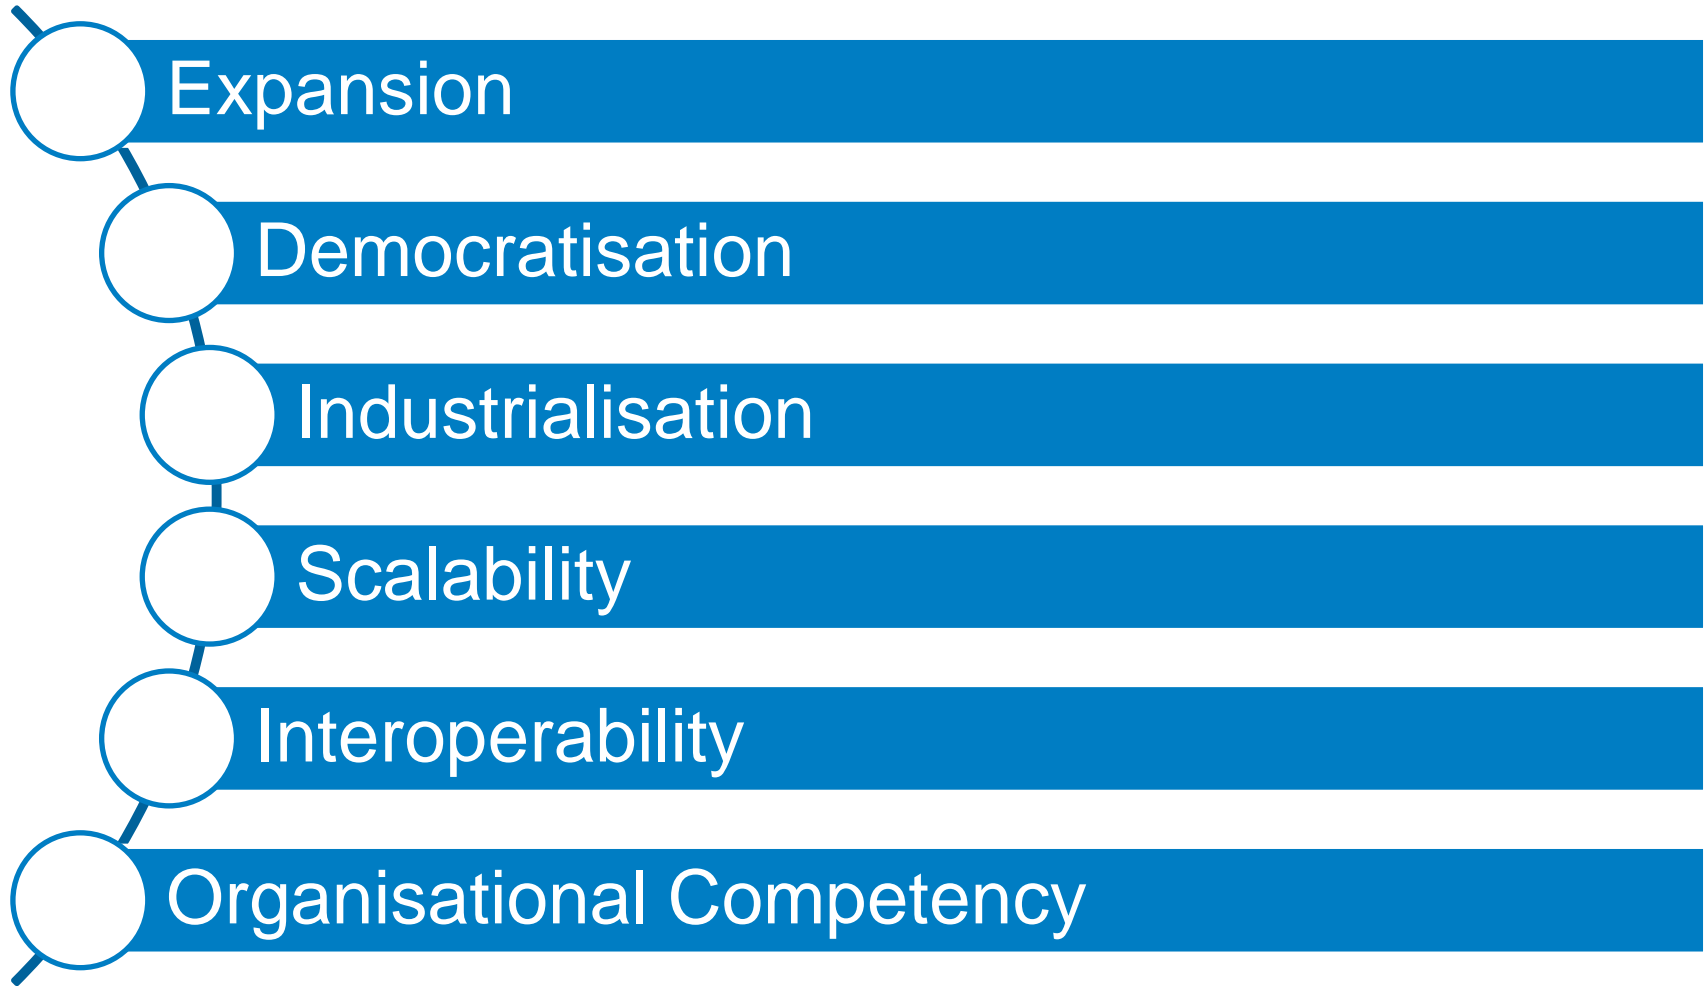 Expansion
Democratisation
Industrialisation
Scalability
Interoperability
Organisational Competency